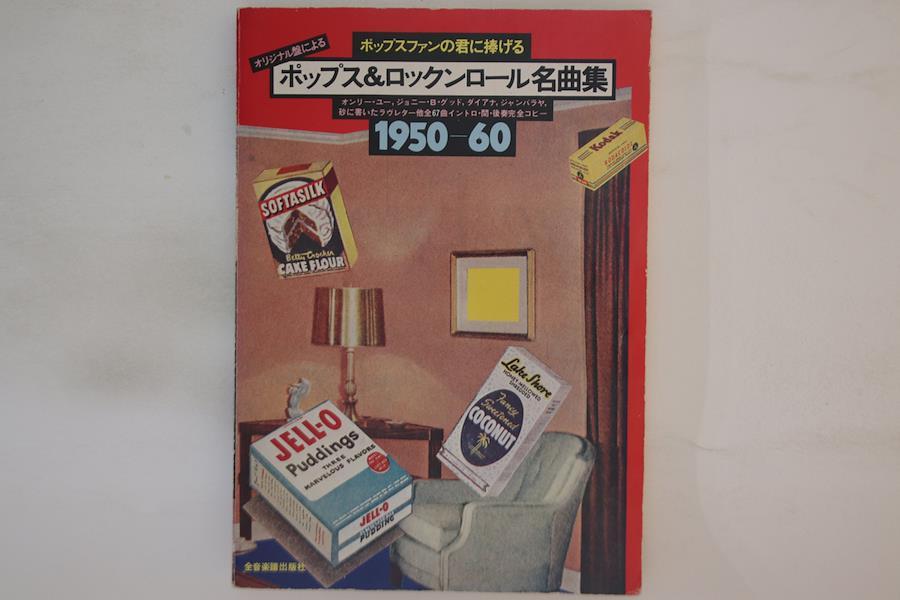 ポップスファンの君に捧げる
オリジナル盤による
ポップス&ロックンロール名曲集
オンリー・ユー, ジョニー・B・グッド, ダイアナ, ジャンバラヤ,
砂に書いたラヴレター他全67曲イントロ・間・後奏完全コピー
1950—60
Kodak
KODACOLOR
SOFTASILK
Betty Crocker
CAKE FLOUR
Lake Shore
HONEY MELLOWED
SHREDDED
Fancy
Sweetened
COCONUT
JELL-O
Puddings
THREE
MARVELOUS FLAVORS
JELL-O
PUDDING
全音楽譜出版社